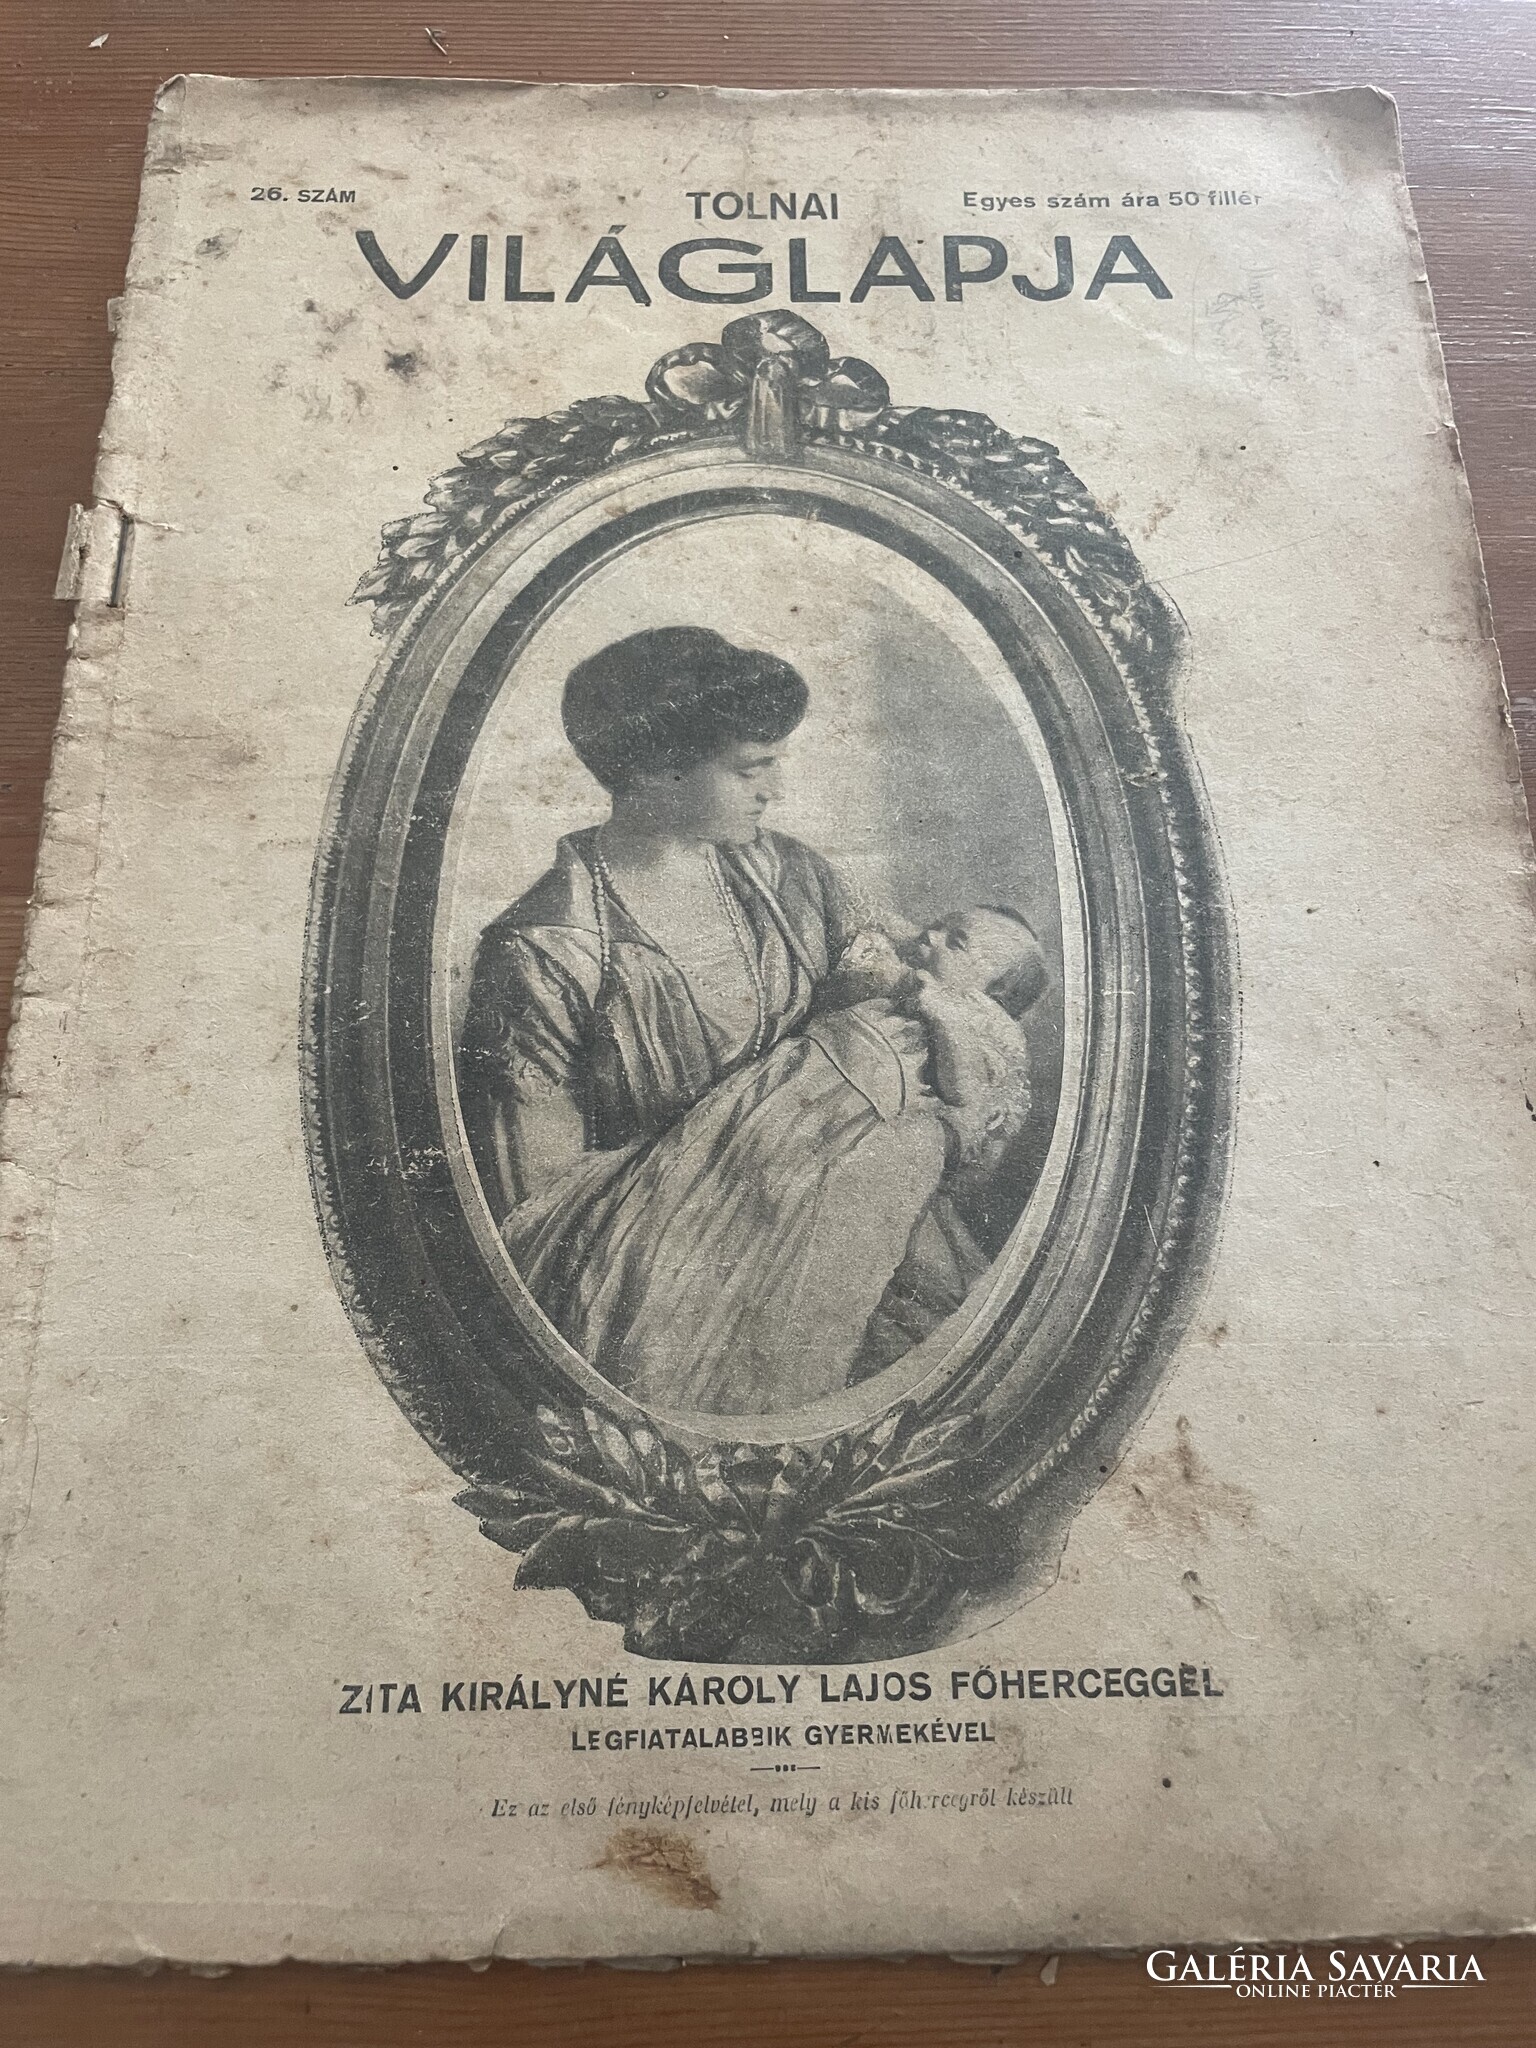 26. SZÁM
TOLNAI
Egyes szám ára 50 fillér
VILÁGLAPJA
ZITA KIRÁLYNÉ KÁROLY LAJOS FŐHERCEGGEL
LEGFIATALABBIK GYERMEKÉVEL
Ez az első fényképfelvétel, mely a kis főhercegről készült
GALÉRIA SAVARIA
ONLINE PIACTÉR